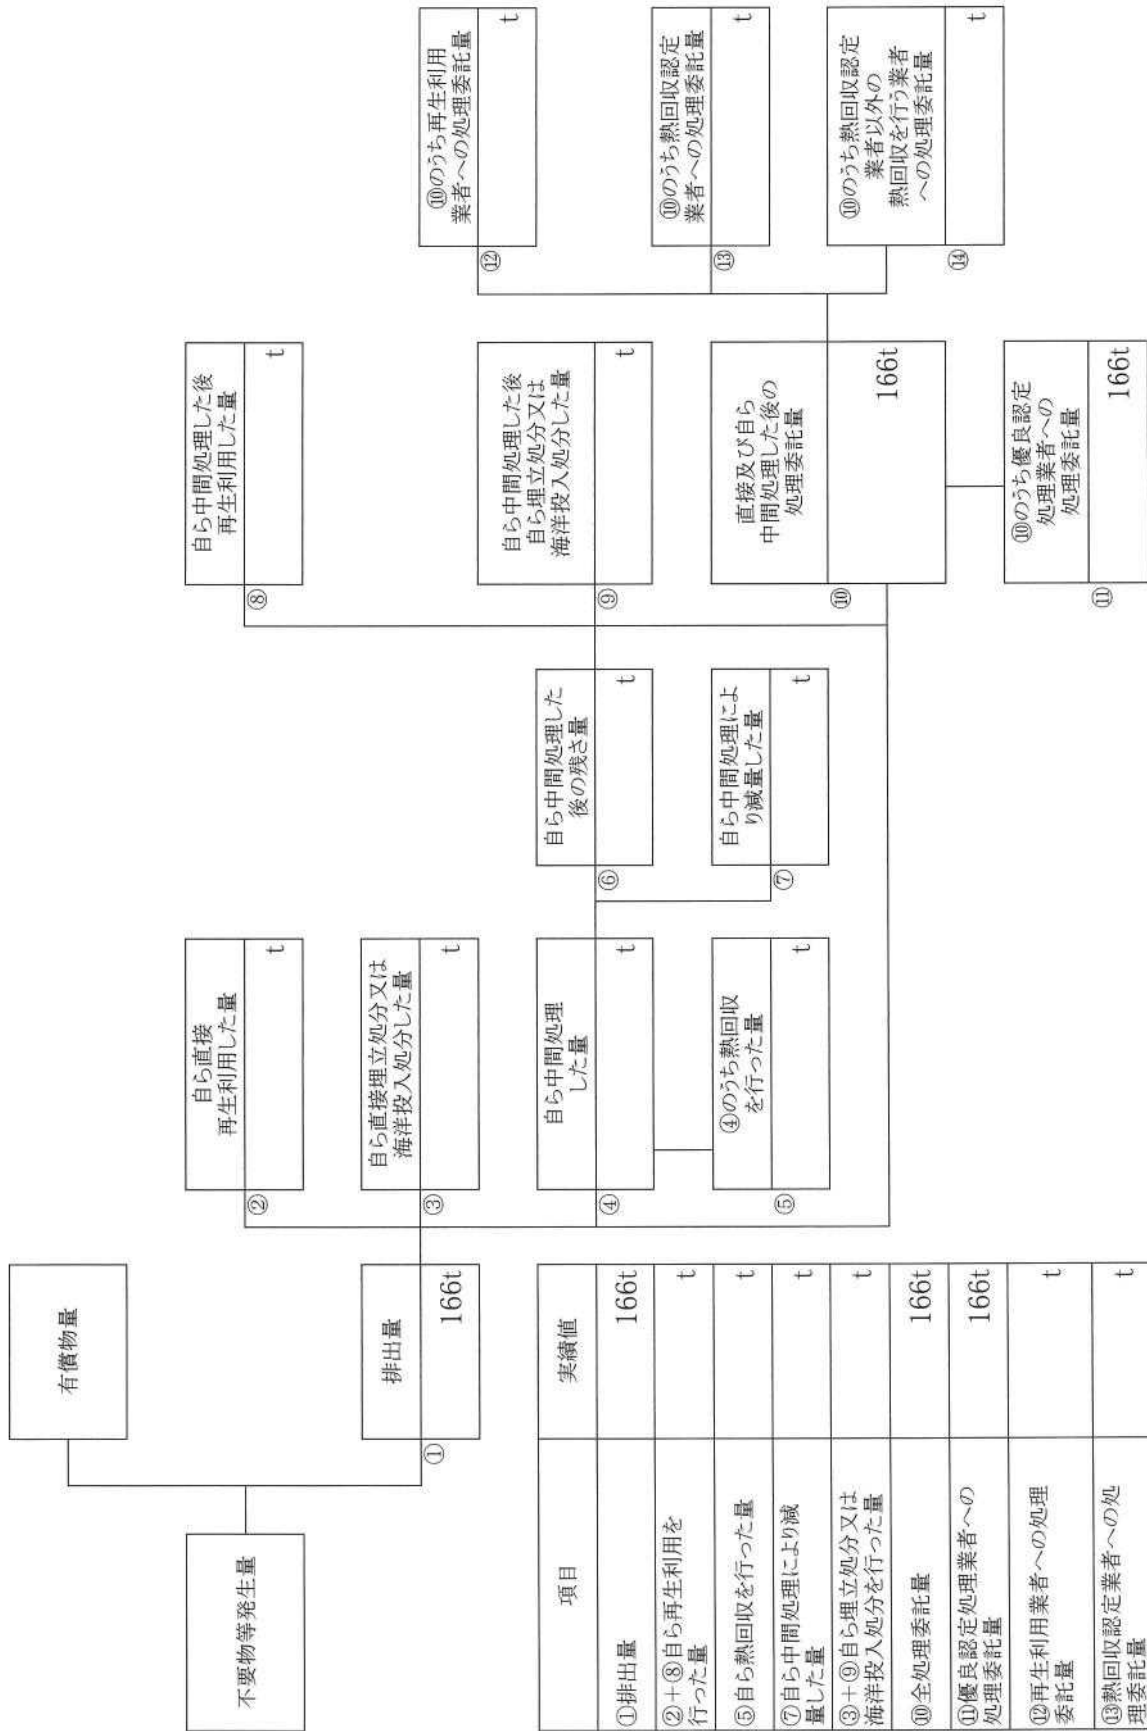 不要物等発生量
有償物量
排出量
①
166t
自ら直接
再生利用した量
②
t
自ら直接埋立処分又は
海洋投入処分した量
③
t
自ら中間処理
した量
④
t
④のうち熱回収
を行った量
⑤
t
自ら中間処理した
後の残さ量
⑥
t
自ら中間処理によ
り減量した量
⑦
t
自ら中間処理した後
再生利用した量
⑧
t
自ら中間処理した後
自ら埋立処分又は
海洋投入処分した量
⑨
t
直接及び自ら
中間処理した後の
処理委託量
⑩
166t
⑩のうち優良認定
処理業者への
処理委託量
⑪
166t
⑩のうち再生利用
業者への処理委託量
⑫
t
⑩のうち熱回収認定
業者への処理委託量
⑬
t
⑩のうち熱回収認定
業者以外の
熱回収を行う業者
への処理委託量
⑭
t
項目 実績値
①排出量 166t
②+⑧自ら再生利用を
行った量 t
⑤自ら熱回収を行った量 t
⑦自ら中間処理により減
量した量 t
③+⑨自ら埋立処分又は
海洋投入処分を行った量 t
⑩全処理委託量 166t
⑪優良認定処理業者への
処理委託量 166t
⑫再生利用業者への処理
委託量 t
⑬熱回収認定業者への処
理委託量 t